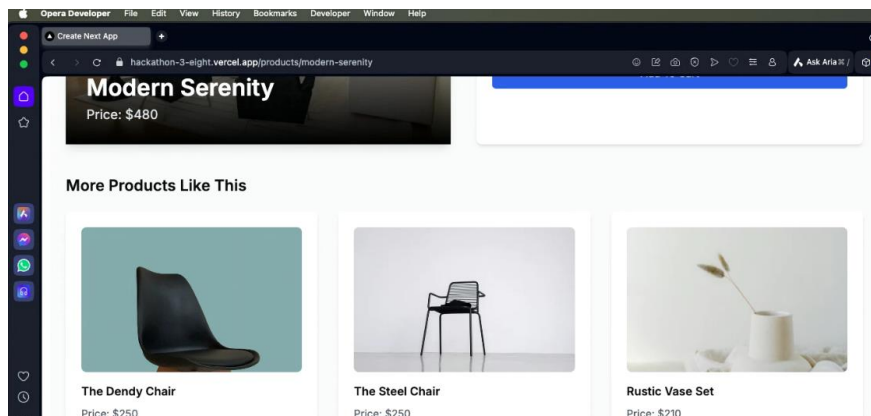 Opera Developer File Edit View History Bookmarks Developer Window Help
Create Next App
hackathon-3-eight.vercel.app/products/modern-serenity
Ask Aria ⌘ /
Modern Serenity
Price: $480
More Products Like This
The Dendy Chair
The Steel Chair
Rustic Vase Set
Price: $250
Price: $250
Price: $210